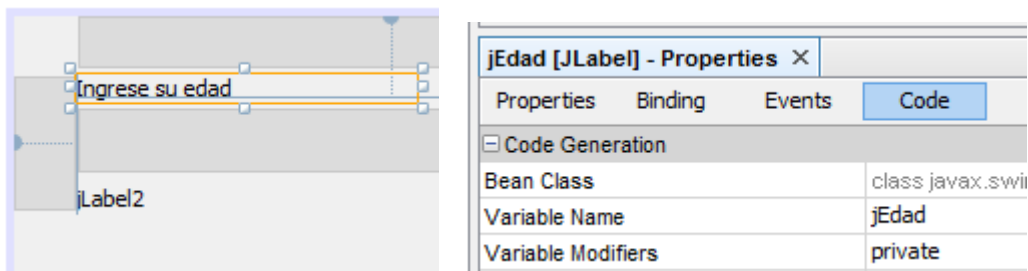 Ingrese su edad
jLabel2
jEdad [JLabel] - Properties
Properties Binding Events Code
Code Generation
Bean Class class javax.swin
Variable Name jEdad
Variable Modifiers private